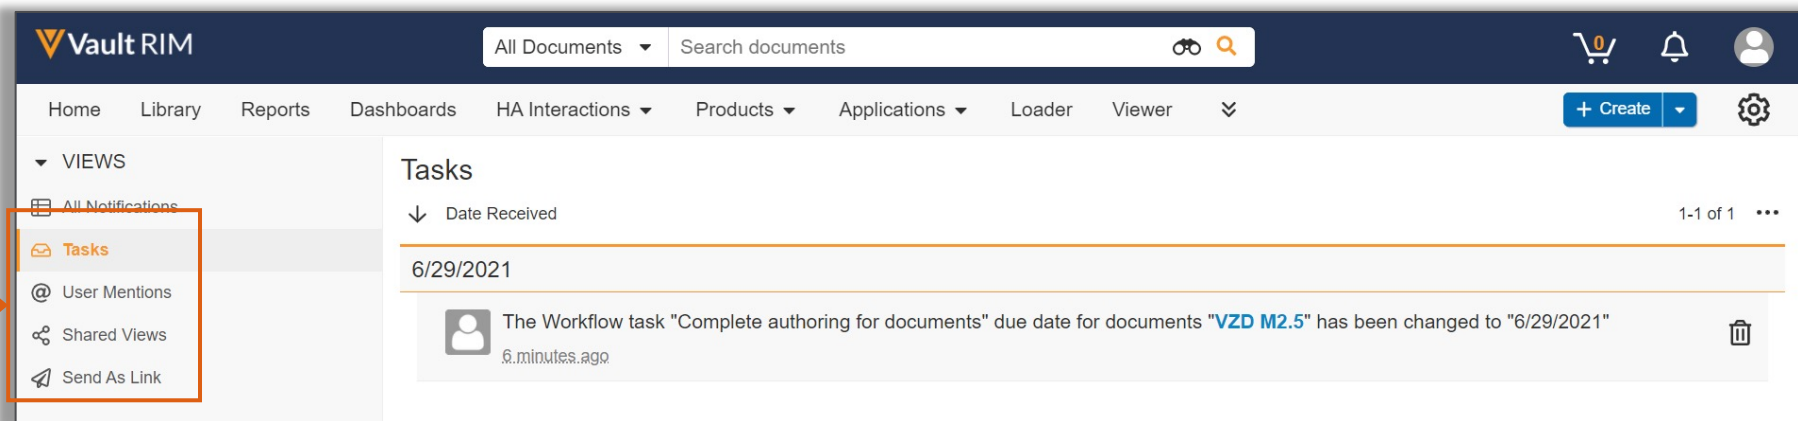 Vault RIM
All Documents
Search documents
0
Home
Library
Reports
Dashboards
HA Interactions
Products
Applications
Loader
Viewer
+ Create
VIEWS
All Notifications
Tasks
@ User Mentions
Shared Views
Send As Link
Tasks
Date Received
1-1 of 1
6/29/2021
The Workflow task "Complete authoring for documents" due date for documents "VZD M2.5" has been changed to "6/29/2021"
6 minutes ago